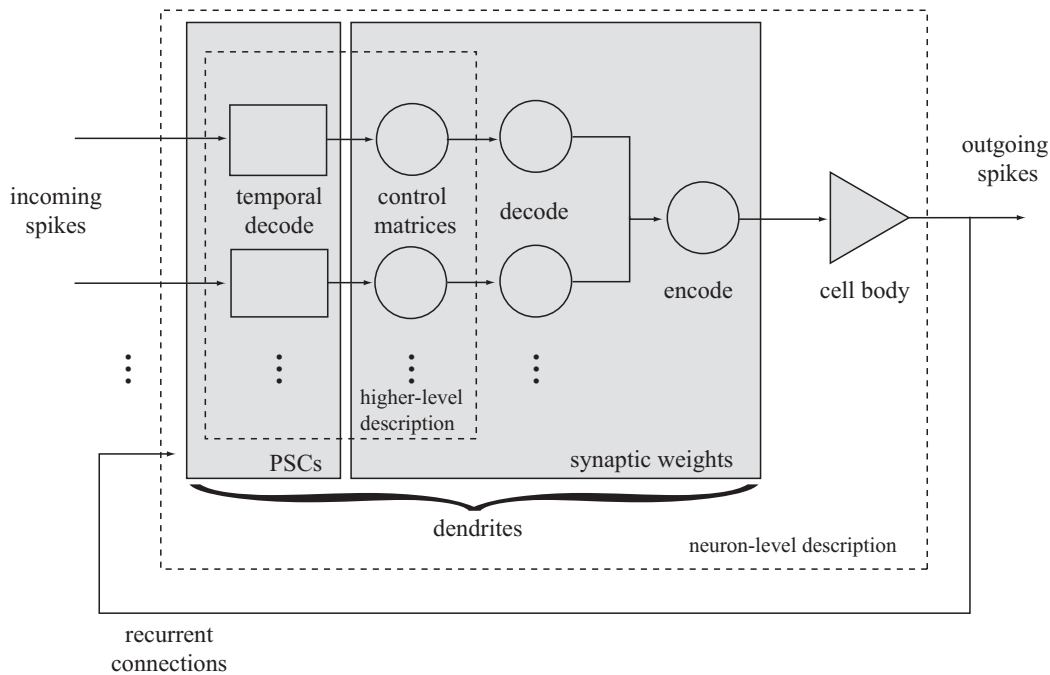 outgoing
spikes
incoming
spikes
temporal
decode
control
matrices
decode
encode
cell body
higher-level
description
PSCs
synaptic weights
dendrites
neuron-level description
recurrent
connections